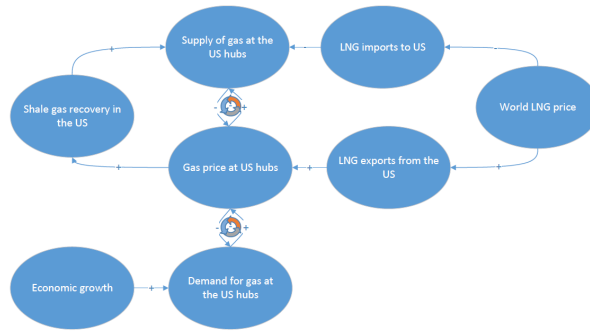 Supply of gas at the
US hubs
LNG imports to US
+
-
+
Shale gas recovery in
the US
World LNG price
+
Gas price at US hubs
+
LNG exports from the
US
+
-
+
Economic growth
+
Demand for gas at
the US hubs